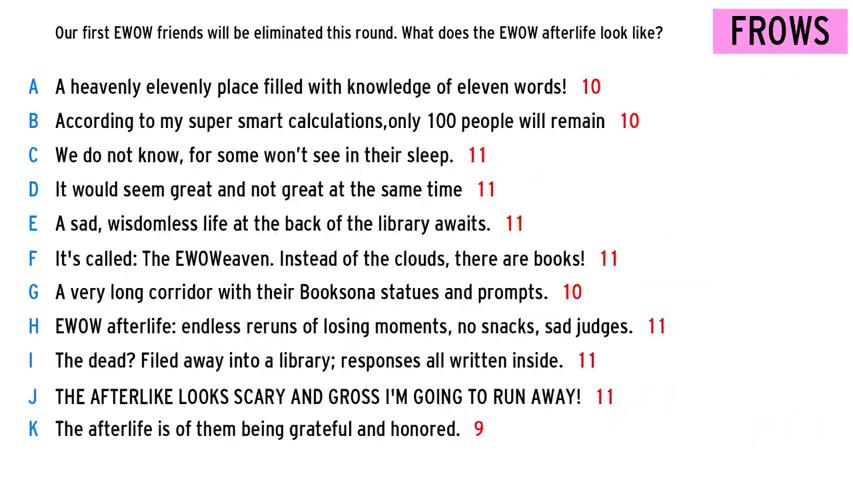 Our first EWOW friends will be eliminated this round. What does the EWOW afterlife look like?
FROWS
A A heavenly elevenly place filled with knowledge of eleven words! 10
B According to my super smart calculations,only 100 people will remain 10
C We do not know, for some won't see in their sleep. 11
D It would seem great and not great at the same time 11
E A sad, wisdomless life at the back of the library awaits. 11
F It's called: The EWOWeaven. Instead of the clouds, there are books! 11
G A very long corridor with their Booksona statues and prompts. 10
H EWOW afterlife: endless reruns of losing moments, no snacks, sad judges. 11
I The dead? Filed away into a library; responses all written inside. 11
J THE AFTERLIKE LOOKS SCARY AND GROSS I'M GOING TO RUN AWAY! 11
K The afterlife is of them being grateful and honored. 9